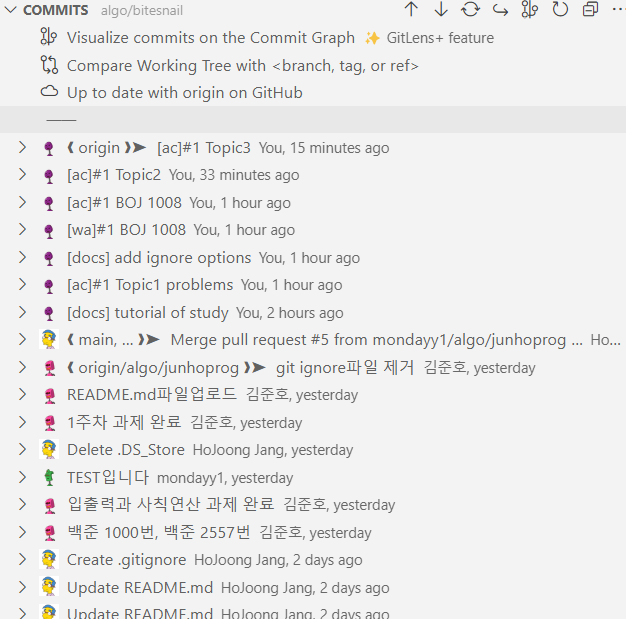 COMMITS algo/bitesnail
Visualize commits on the Commit Graph ✨ GitLens+ feature
Compare Working Tree with <branch, tag, or ref>
Up to date with origin on GitHub
❰ origin ❱➤ [ac]#1 Topic3 You, 15 minutes ago
[ac]#1 Topic2 You, 33 minutes ago
[ac]#1 BOJ 1008 You, 1 hour ago
[wa]#1 BOJ 1008 You, 1 hour ago
[docs] add ignore options You, 1 hour ago
[ac]#1 Topic1 problems You, 1 hour ago
[docs] tutorial of study You, 2 hours ago
❰ main, ... ❱➤ Merge pull request #5 from mondayy1/algo/junhoprog ... Ho...
❰ origin/algo/junhoprog ❱➤ git ignore파일 제거 김준호, yesterday
README.md파일업로드 김준호, yesterday
1주차 과제 완료 김준호, yesterday
Delete .DS_Store HoJoong Jang, yesterday
TEST입니다 mondayy1, yesterday
입출력과 사칙연산 과제 완료 김준호, yesterday
백준 1000번, 백준 2557번 김준호, yesterday
Create .gitignore HoJoong Jang, 2 days ago
Update README.md HoJoong Jang, 2 days ago
Update README.md HoJoong Jang, 2 days ago